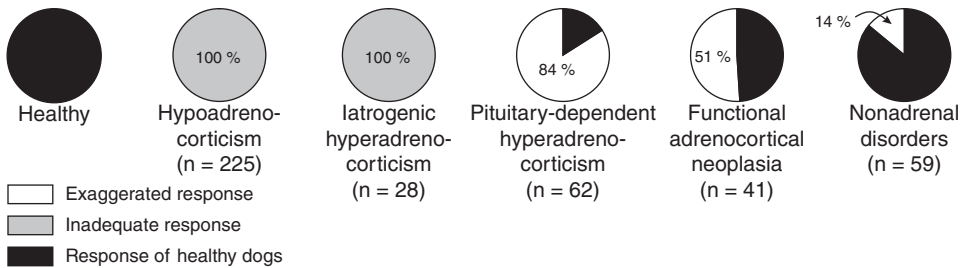 100 %
100 %
84 %
51 %
14 %
Healthy
Hypoadreno-
corticism
(n = 225)
Iatrogenic
hyperadreno-
corticism
(n = 28)
Pituitary-dependent
hyperadreno-
corticism
(n = 62)
Functional
adrenocortical
neoplasia
(n = 41)
Nonadrenal
disorders
(n = 59)
Exaggerated response
Inadequate response
Response of healthy dogs